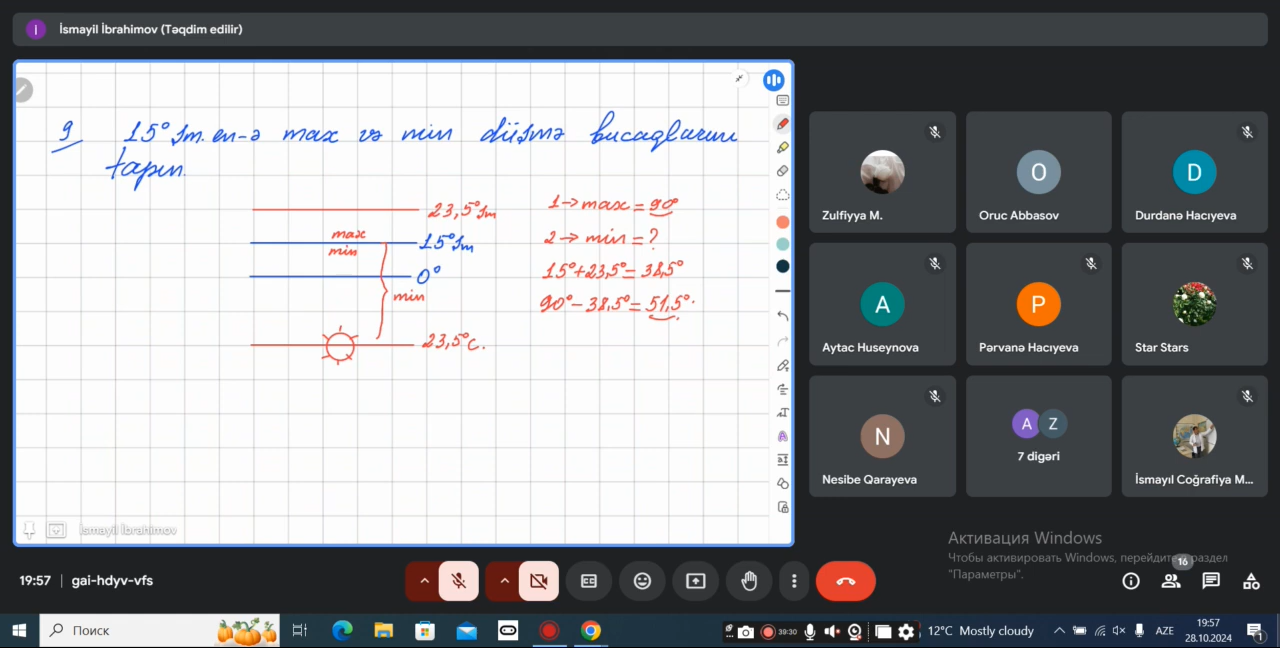 I İsmayil İbrahimov (Təqdim edilir)
9 15° şm. en-ə max və min düşmə bucaqlarını
tapın.
23,5° şm
max
min
15° şm
0°
min
23,5° c.
1→ max = 90°
2→ min = ?
15°+23,5°= 38,5°
90°- 38,5°= 51,5°.
İsmayil İbrahimov
Zulfiyya M.
O
Oruc Abbasov
D
Durdanə Hacıyeva
A
Aytac Huseynova
P
Pərvanə Hacıyeva
Star Stars
N
Nesibe Qarayeva
A Z
7 digəri
İsmayıl Coğrafiya M...
Активация Windows
Чтобы активировать Windows, перейдите раздел
"Параметры".
16
19:57 | gai-hdyv-vfs
Поиск
39:30
12°C Mostly cloudy
AZE
19:57
28.10.2024
1